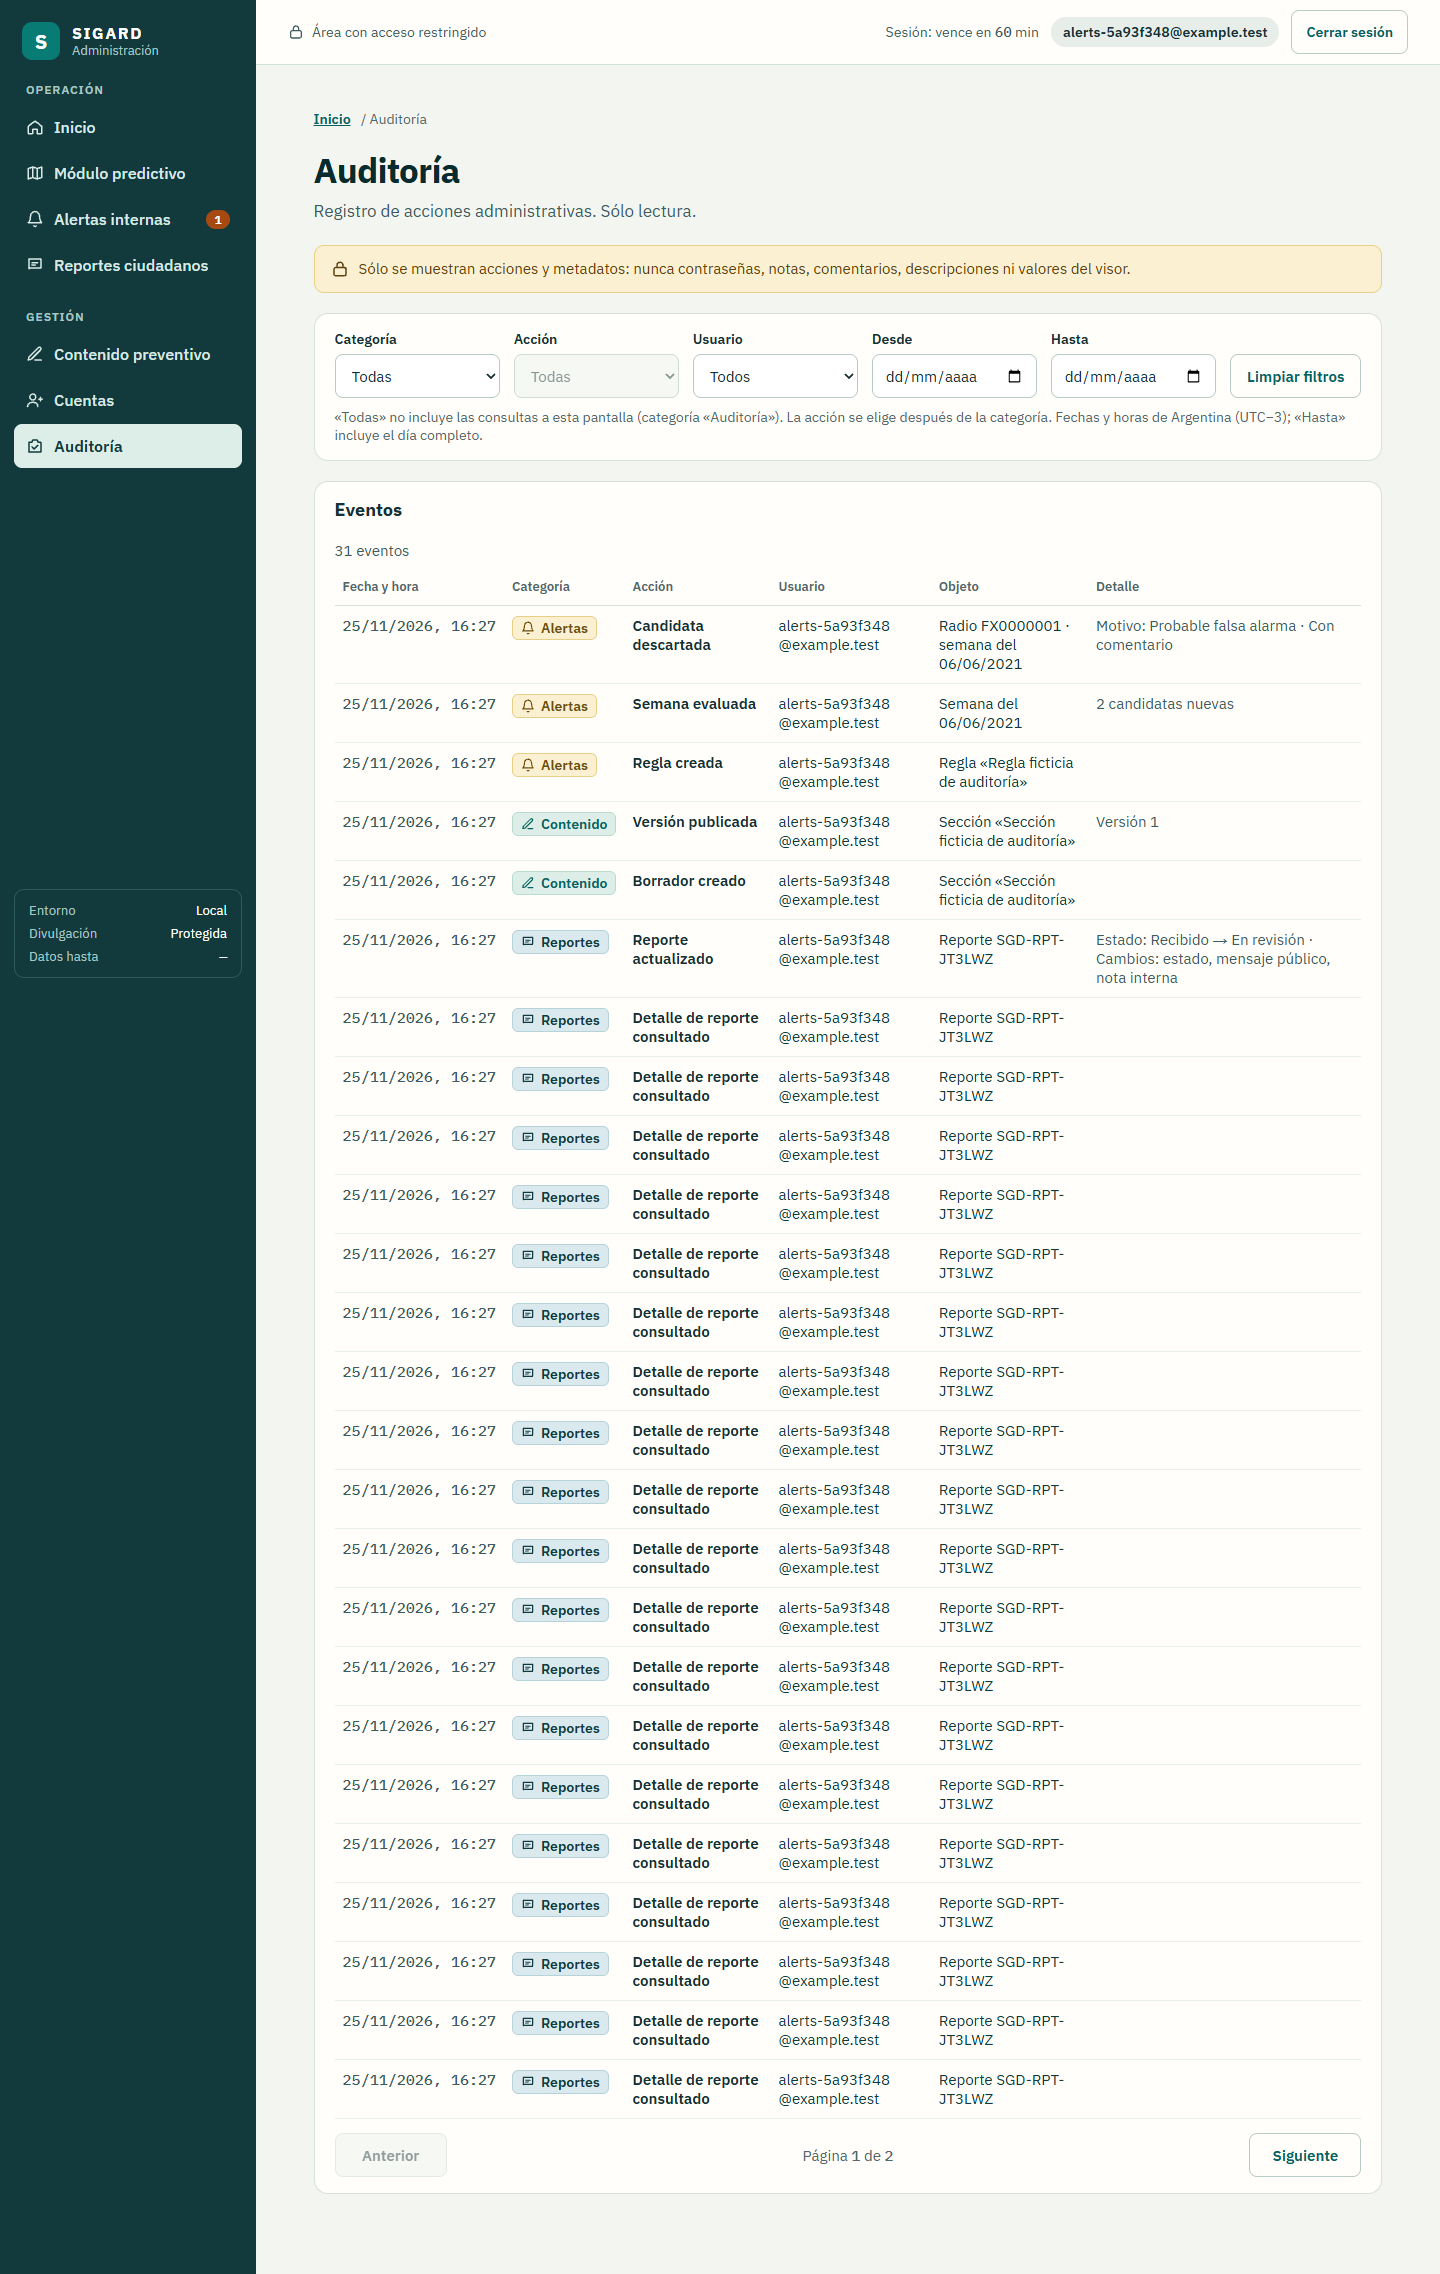 S
SIGARD
Administración
OPERACIÓN
Inicio
Módulo predictivo
Alertas internas 1
Reportes ciudadanos
GESTIÓN
Contenido preventivo
Cuentas
Auditoría
Entorno Local
Divulgación Protegida
Datos hasta —
Área con acceso restringido
Sesión: vence en 60 min
alerts-5a93f348@example.test
Cerrar sesión
Inicio / Auditoría
Auditoría
Registro de acciones administrativas. Sólo lectura.
Sólo se muestran acciones y metadatos: nunca contraseñas, notas, comentarios, descripciones ni valores del visor.
Categoría Acción Usuario Desde Hasta
Todas Todas Todos dd/mm/aaaa dd/mm/aaaa Limpiar filtros
«Todas» no incluye las consultas a esta pantalla (categoría «Auditoría»). La acción se elige después de la categoría. Fechas y horas de Argentina (UTC−3); «Hasta»
incluye el día completo.
Eventos
31 eventos
Fecha y hora Categoría Acción Usuario Objeto Detalle
25/11/2026, 16:27 Alertas Candidata alerts-5a93f348 Radio FX0000001 · Motivo: Probable falsa alarma · Con
descartada @example.test semana del comentario
06/06/2021
25/11/2026, 16:27 Alertas Semana evaluada alerts-5a93f348 Semana del 2 candidatas nuevas
@example.test 06/06/2021
25/11/2026, 16:27 Alertas Regla creada alerts-5a93f348 Regla «Regla ficticia
@example.test de auditoría»
25/11/2026, 16:27 Contenido Versión publicada alerts-5a93f348 Sección «Sección Versión 1
@example.test ficticia de auditoría»
25/11/2026, 16:27 Contenido Borrador creado alerts-5a93f348 Sección «Sección
@example.test ficticia de auditoría»
25/11/2026, 16:27 Reportes Reporte alerts-5a93f348 Reporte SGD-RPT- Estado: Recibido → En revisión ·
actualizado @example.test JT3LWZ Cambios: estado, mensaje público,
nota interna
25/11/2026, 16:27 Reportes Detalle de reporte alerts-5a93f348 Reporte SGD-RPT-
consultado @example.test JT3LWZ
25/11/2026, 16:27 Reportes Detalle de reporte alerts-5a93f348 Reporte SGD-RPT-
consultado @example.test JT3LWZ
25/11/2026, 16:27 Reportes Detalle de reporte alerts-5a93f348 Reporte SGD-RPT-
consultado @example.test JT3LWZ
25/11/2026, 16:27 Reportes Detalle de reporte alerts-5a93f348 Reporte SGD-RPT-
consultado @example.test JT3LWZ
25/11/2026, 16:27 Reportes Detalle de reporte alerts-5a93f348 Reporte SGD-RPT-
consultado @example.test JT3LWZ
25/11/2026, 16:27 Reportes Detalle de reporte alerts-5a93f348 Reporte SGD-RPT-
consultado @example.test JT3LWZ
25/11/2026, 16:27 Reportes Detalle de reporte alerts-5a93f348 Reporte SGD-RPT-
consultado @example.test JT3LWZ
25/11/2026, 16:27 Reportes Detalle de reporte alerts-5a93f348 Reporte SGD-RPT-
consultado @example.test JT3LWZ
25/11/2026, 16:27 Reportes Detalle de reporte alerts-5a93f348 Reporte SGD-RPT-
consultado @example.test JT3LWZ
25/11/2026, 16:27 Reportes Detalle de reporte alerts-5a93f348 Reporte SGD-RPT-
consultado @example.test JT3LWZ
25/11/2026, 16:27 Reportes Detalle de reporte alerts-5a93f348 Reporte SGD-RPT-
consultado @example.test JT3LWZ
25/11/2026, 16:27 Reportes Detalle de reporte alerts-5a93f348 Reporte SGD-RPT-
consultado @example.test JT3LWZ
25/11/2026, 16:27 Reportes Detalle de reporte alerts-5a93f348 Reporte SGD-RPT-
consultado @example.test JT3LWZ
25/11/2026, 16:27 Reportes Detalle de reporte alerts-5a93f348 Reporte SGD-RPT-
consultado @example.test JT3LWZ
25/11/2026, 16:27 Reportes Detalle de reporte alerts-5a93f348 Reporte SGD-RPT-
consultado @example.test JT3LWZ
25/11/2026, 16:27 Reportes Detalle de reporte alerts-5a93f348 Reporte SGD-RPT-
consultado @example.test JT3LWZ
25/11/2026, 16:27 Reportes Detalle de reporte alerts-5a93f348 Reporte SGD-RPT-
consultado @example.test JT3LWZ
25/11/2026, 16:27 Reportes Detalle de reporte alerts-5a93f348 Reporte SGD-RPT-
consultado @example.test JT3LWZ
25/11/2026, 16:27 Reportes Detalle de reporte alerts-5a93f348 Reporte SGD-RPT-
consultado @example.test JT3LWZ
Anterior Página 1 de 2 Siguiente